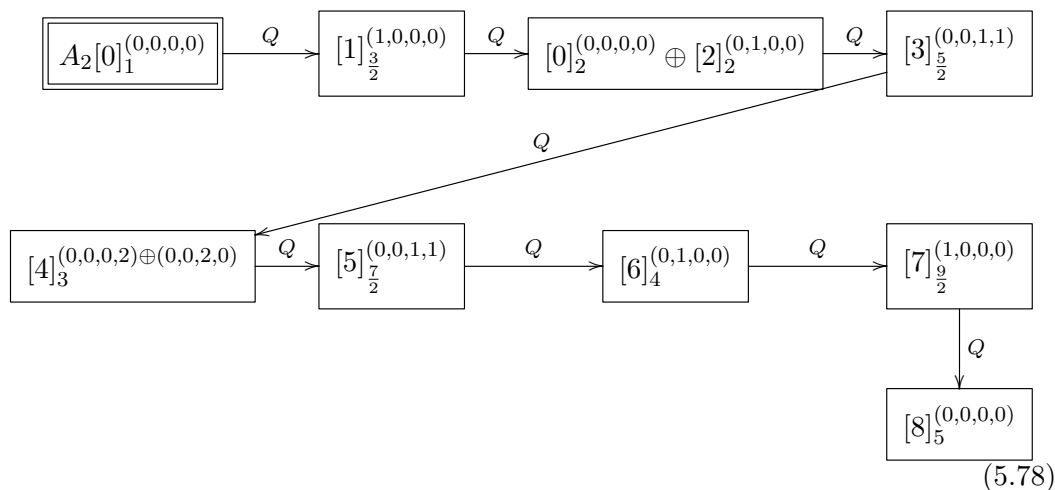 A_2[0]_1^{(0,0,0,0)} Q [1]_{\frac{3}{2}}^{(1,0,0,0)} Q [0]_2^{(0,0,0,0)} ⊕ [2]_2^{(0,1,0,0)} Q [3]_{\frac{5}{2}}^{(0,0,1,1)}
Q
[4]_3^{(0,0,0,2)⊕(0,0,2,0)} Q [5]_{\frac{7}{2}}^{(0,0,1,1)} Q [6]_4^{(0,1,0,0)} Q [7]_{\frac{9}{2}}^{(1,0,0,0)}
Q
[8]_5^{(0,0,0,0)}
(5.78)